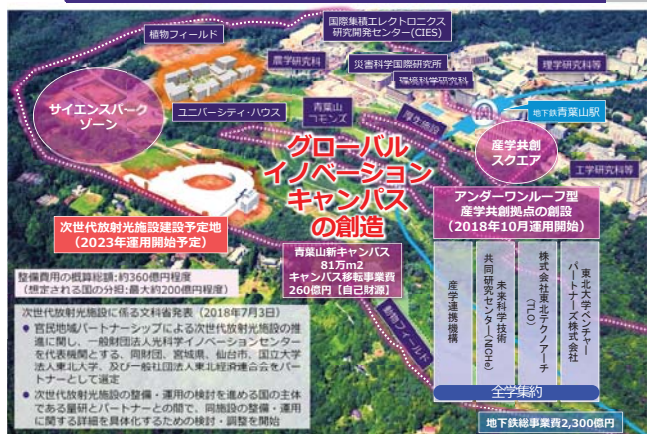 国際集積エレクトロニクス
研究開発センター(CIES)
植物フィールド
農学研究科
災害科学国際研究所
環境科学研究科
理学研究科等
サイエンスパーク
ゾーン
ユニバーシティ・ハウス
青葉山
コモンズ
厚生施設
地下鉄青葉山駅
産学共創
スクエア
工学研究科等
グローバル
イノベーション
キャンパス
の創造
次世代放射光施設建設予定地
(2023年運用開始予定)
アンダーワンルーフ型
産学共創拠点の創設
(2018年10月運用開始)
青葉山新キャンパス
81万m2
キャンパス移転事業費
260億円【自己財源】
整備費用の概算総額:約360億円程度
(想定される国の分担:最大約200億円程度)
産学連携機構
未来科学技術
共同研究センター(NICHe)
株式会社東北テクノアーチ
(TLO)
東北大学ベンチャー
パートナーズ株式会社
動物フィールド
次世代放射光施設に係る文科省発表(2018年7月3日)
● 官民地域パートナーシップによる次世代放射光施設の推
進に関し、一般財団法人光科学イノベーションセンター
を代表機関とする、同財団、宮城県、仙台市、国立大学
法人東北大学、及び一般社団法人東北経済連合会をパ
ートナーとして選定
● 次世代放射光施設の整備・運用の検討を進める国の主体
である量研とパートナーとの間で、同施設の整備・運用
に関する詳細を具体化するための検討・調整を開始
全学集約
地下鉄総事業費2,300億円